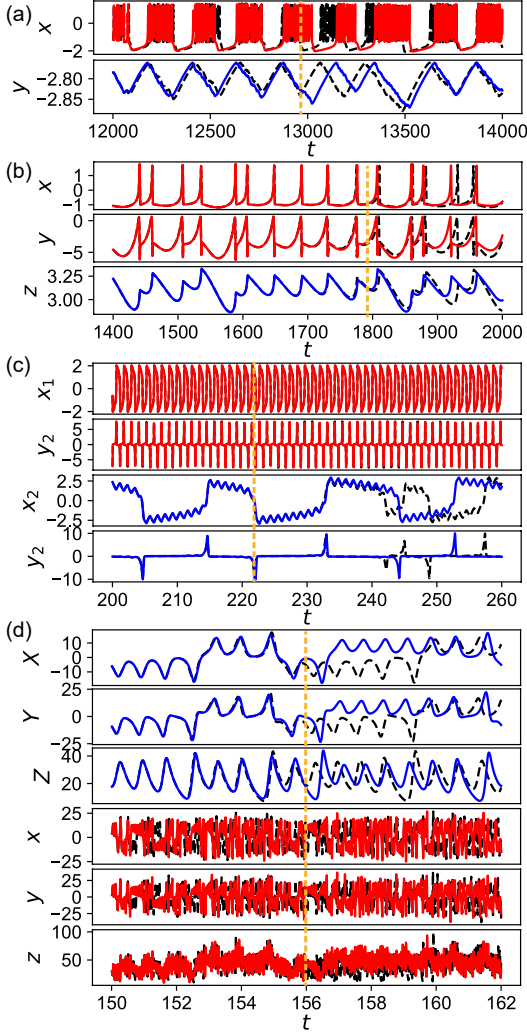 (a)
x
0
−2
y
−2.80
−2.85
12000 12500 13000 13500 14000
t
(b)
x
1
0
−1
y
0
−5
z
3.25
3.00
1400 1500 1600 1700 1800 1900 2000
t
(c)
x₁
2
0
−2
y₂
5
0
−5
x₂
2.5
0.0
−2.5
y₂
10
0
−10
200 210 220 230 240 250 260
t
(d)
X
10
0
−10
Y
25
0
−25
Z
40
20
x
25
0
−25
y
25
0
−25
z
100
50
150 152 154 156 158 160 162
t